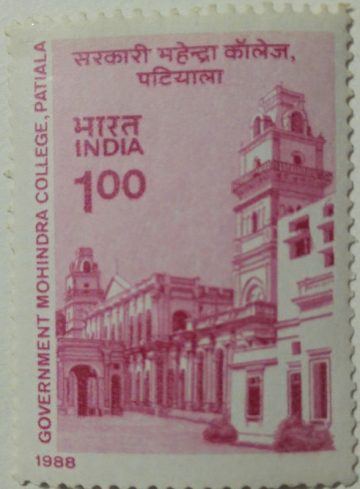 सरकारी महेन्द्रा कॉलेज,
पटियाला
भारत
INDIA
1.00
GOVERNMENT MOHINDRA COLLEGE, PATIALA
1988